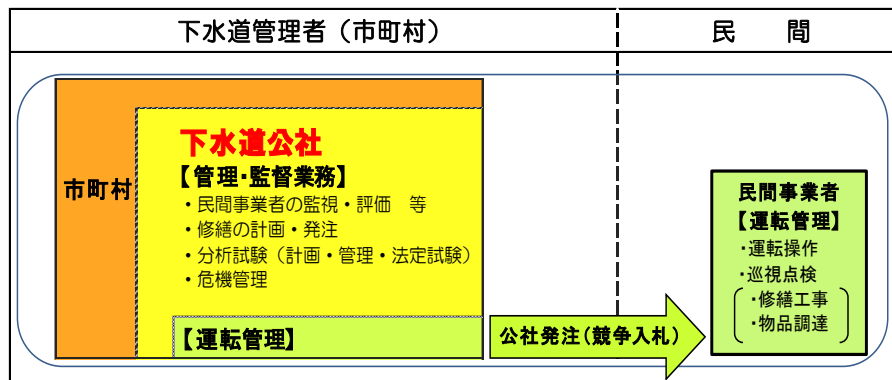 下水道管理者（市町村）
民　間
市町村
下水道公社
【管理･監督業務】
・民間事業者の監視・評価　等
・修繕の計画・発注
・分析試験（計画・管理・法定試験）
・危機管理
【運転管理】
公社発注(競争入札)
民間事業者
【運転管理】
･運転操作
･巡視点検
･修繕工事
･物品調達